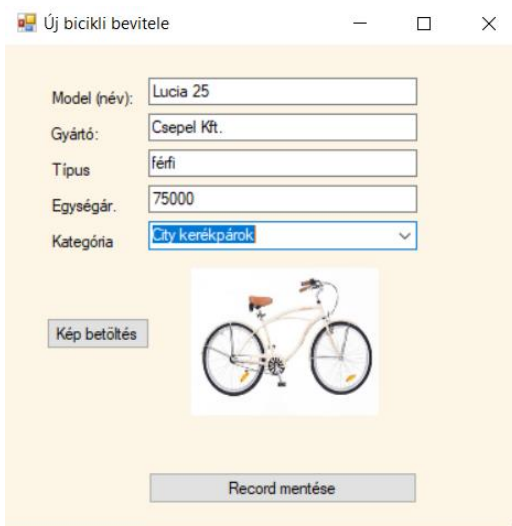 Új bicikli bevitele
Model (név): Lucia 25
Gyártó: Csepel Kft.
Típus férfi
Egységár. 75000
Kategória City kerékpárok
Kép betöltés
Record mentése